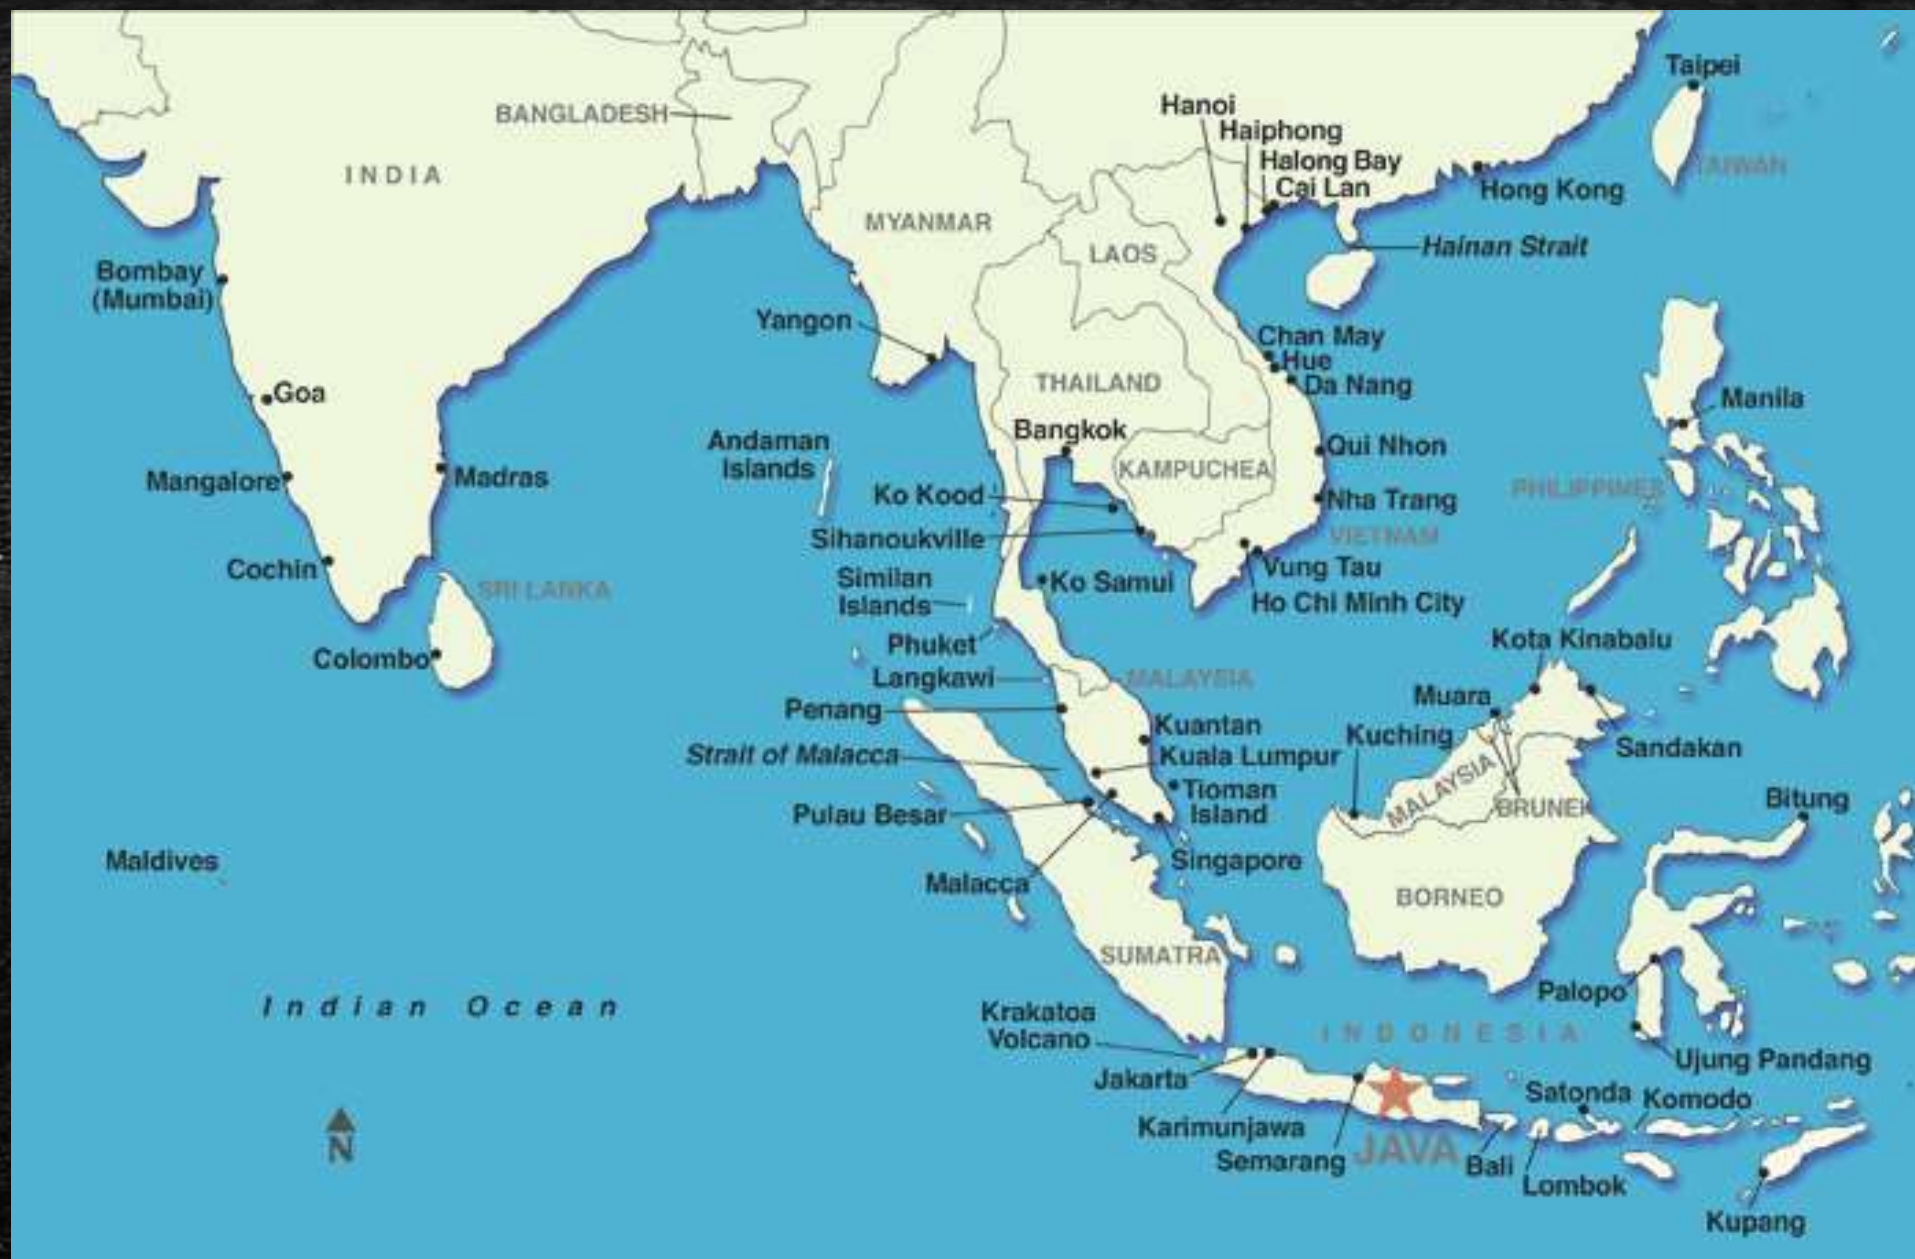 Taipei
Hanoi
Haiphong
BANGLADESH
Halong Bay
TAIWAN
INDIA
Cai Lan
Hong Kong
MYANMAR
Hainan Strait
LAOS
Bombay
(Mumbai)
Yangon
Chan May
Hue
THAILAND
Da Nang
Goa
Manila
Bangkok
Andaman
Islands
Qui Nhon
KAMPUCHEA
Mangalore
Madras
Ko Kood
Nha Trang
PHILIPPINES
Sihanoukville
VIETNAM
Cochin
Vung Tau
Similan
Islands
Ko Samui
SRI LANKA
Ho Chi Minh City
Phuket
Kota Kinabalu
Colombo
Langkawi
MALAYSIA
Muara
Penang
Kuantan
Kuching
Strait of Malacca
Kuala Lumpur
Sandakan
MALAYSIA
Tioman
Island
Bitung
Pulau Besar
BRUNEI
Singapore
Maldives
Malacca
BORNEO
SUMATRA
Palopo
Indian Ocean
Krakatoa
Volcano
INDONESIA
Ujung Pandang
Jakarta
Satonda
Komodo
Karimunjawa
Semarang
JAVA
Bali
N
Lombok
Kupang